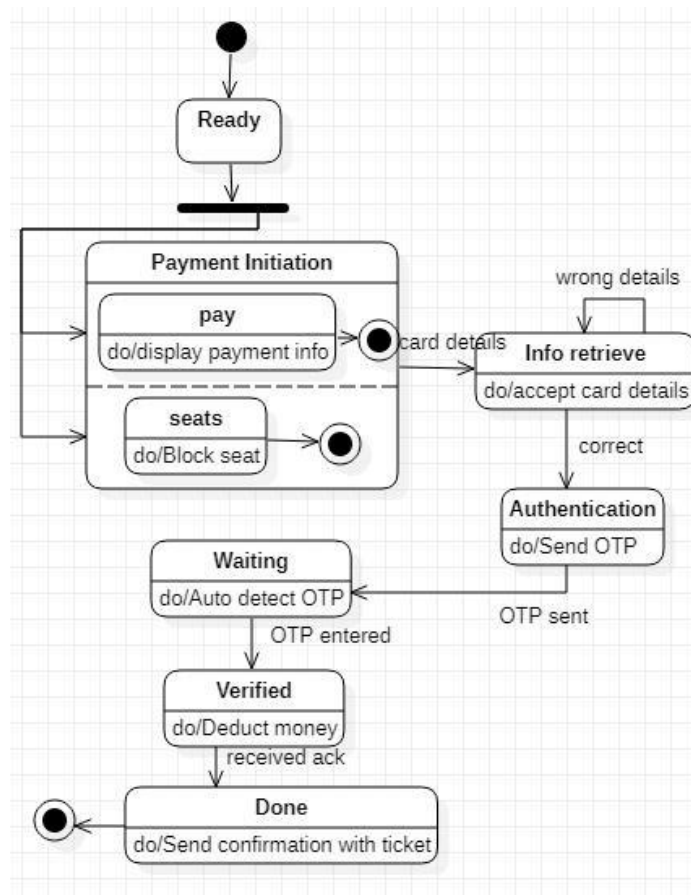 Ready
Payment Initiation
pay
do/display payment info
card details
seats
do/Block seat
wrong details
Info retrieve
do/accept card details
correct
Authentication
do/Send OTP
OTP sent
Waiting
do/Auto detect OTP
OTP entered
Verified
do/Deduct money
received ack
Done
do/Send confirmation with ticket